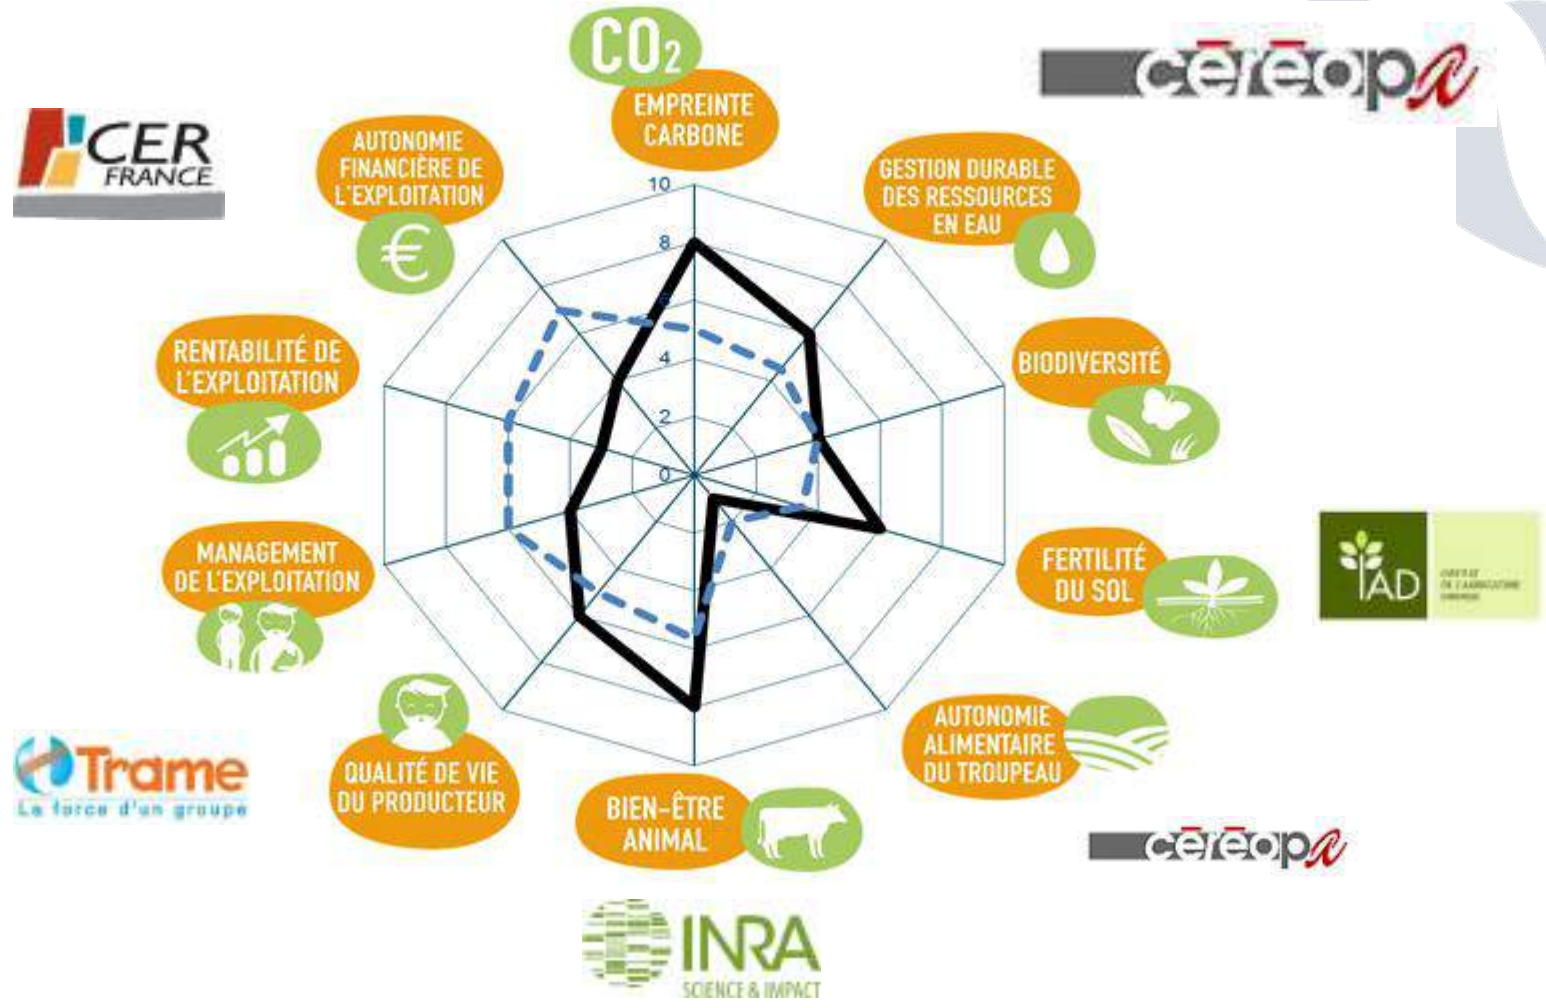 CO2
EMPREINTE
CARBONE
céréopa
CER
FRANCE
AUTONOMIE
FINANCIÈRE DE
L'EXPLOITATION
€
GESTION DURABLE
DES RESSOURCES
EN EAU
10
8
6
4
2
0
RENTABILITÉ DE
L'EXPLOITATION
BIODIVERSITÉ
MANAGEMENT
DE L'EXPLOITATION
FERTILITÉ
DU SOL
IAD
AUTONOMIE
ALIMENTAIRE
DU TROUPEAU
Trame
La force d'un groupe
QUALITÉ DE VIE
DU PRODUCTEUR
BIEN-ÊTRE
ANIMAL
céréopa
INRA
SCIENCE & IMPACT